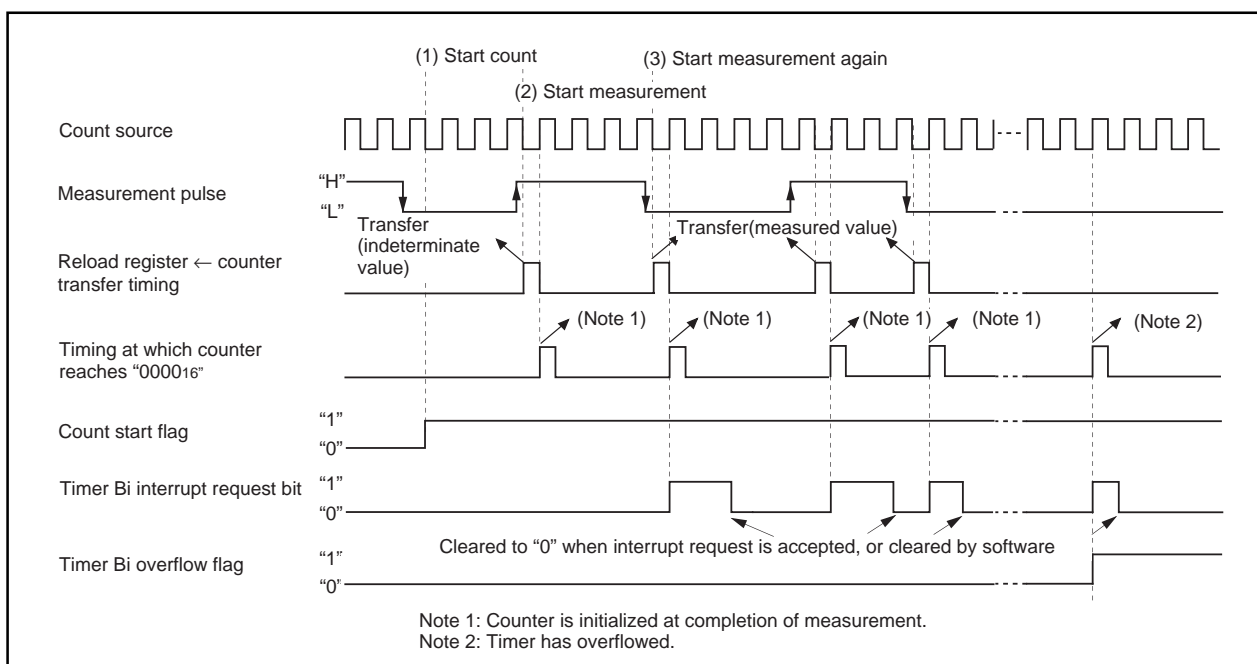 (1) Start count
(3) Start measurement again
(2) Start measurement
Count source
Measurement pulse
“H”
“L”
Transfer
(indeterminate
value)
Transfer(measured value)
Reload register ← counter
transfer timing
(Note 1)
(Note 1)
(Note 1)
(Note 1)
(Note 2)
Timing at which counter
reaches “000016”
Count start flag
“1”
“0”
Timer Bi interrupt request bit
“1”
“0”
Cleared to “0” when interrupt request is accepted, or cleared by software
Timer Bi overflow flag
“1”
“0”
Note 1: Counter is initialized at completion of measurement.
Note 2: Timer has overflowed.